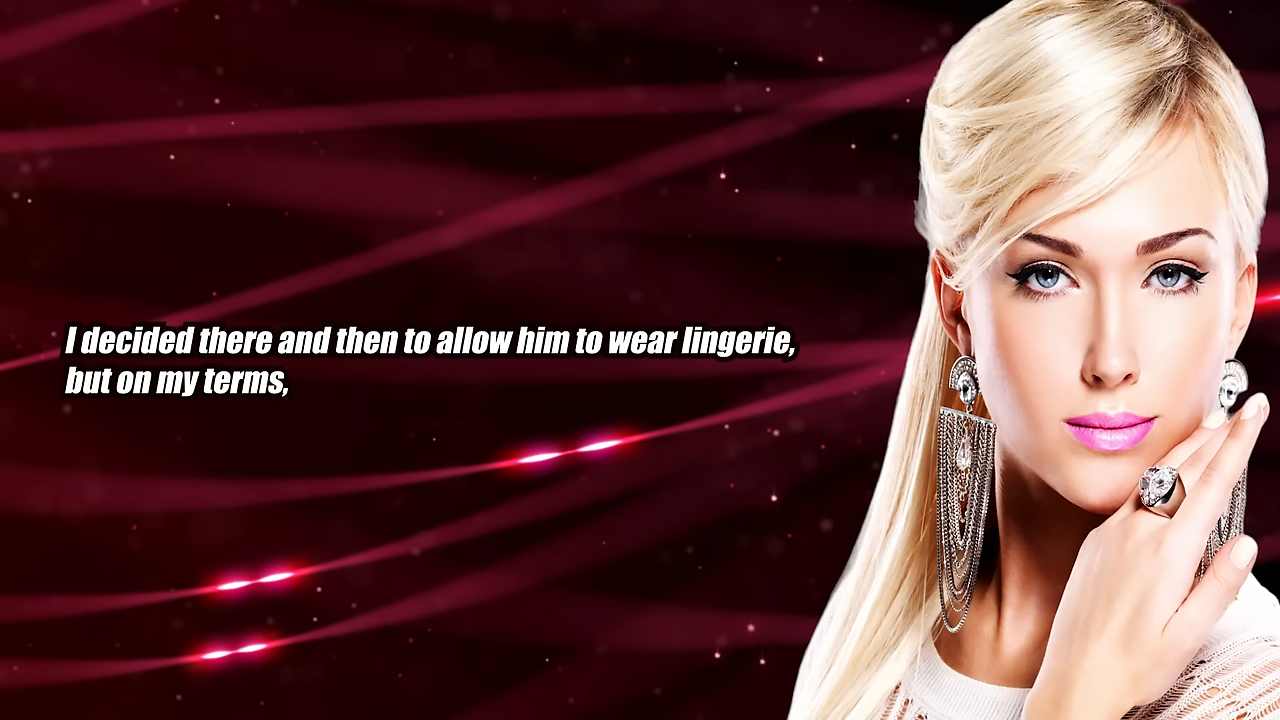 I decided there and then to allow him to wear lingerie,
but on my terms,